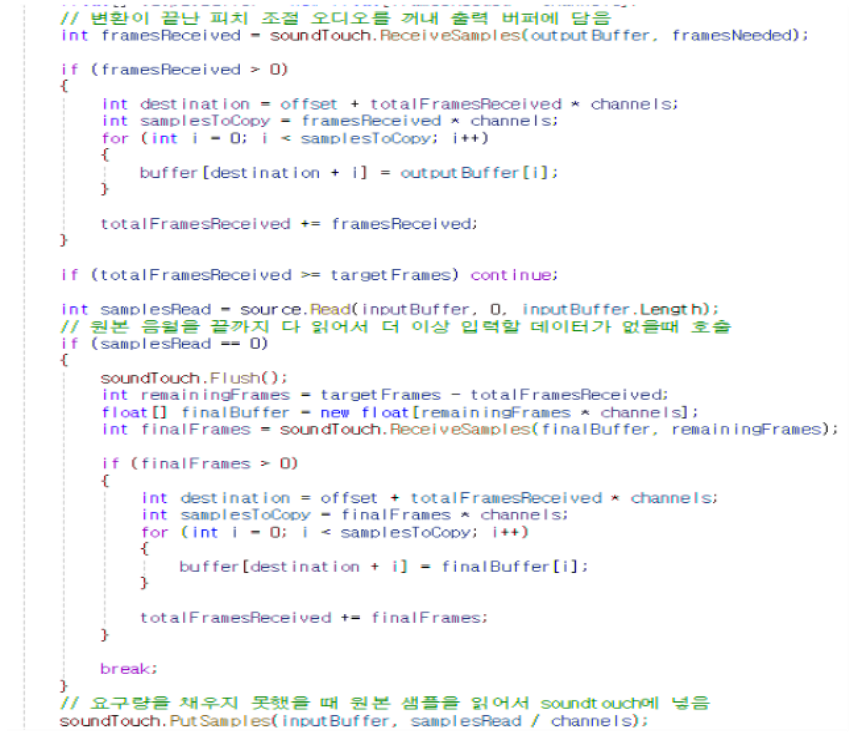 // 변환이 끝난 피치 조절 오디오를 꺼내 출력 버퍼에 담음
int framesReceived = soundTouch.ReceiveSamples(outputBuffer, framesNeeded);
if (framesReceived > 0)
{
int destination = offset + totalFramesReceived * channels;
int samplesToCopy = framesReceived * channels;
for (int i = 0; i < samplesToCopy; i++)
{
buffer[destination + i] = outputBuffer[i];
}
totalFramesReceived += framesReceived;
}
if (totalFramesReceived >= targetFrames) continue;
int samplesRead = source.Read(inputBuffer, 0, inputBuffer.Length);
// 원본 음원을 끝까지 다 읽어서 더 이상 입력할 데이터가 없을때 호출
if (samplesRead == 0)
{
soundTouch.Flush();
int remainingFrames = targetFrames - totalFramesReceived;
float[] finalBuffer = new float[remainingFrames * channels];
int finalFrames = soundTouch.ReceiveSamples(finalBuffer, remainingFrames);
if (finalFrames > 0)
{
int destination = offset + totalFramesReceived * channels;
int samplesToCopy = finalFrames * channels;
for (int i = 0; i < samplesToCopy; i++)
{
buffer[destination + i] = finalBuffer[i];
}
totalFramesReceived += finalFrames;
}
break;
}
// 요구량을 채우지 못했을 때 원본 샘플을 읽어서 soundtouch에 넣음
soundTouch.PutSamples(inputBuffer, samplesRead / channels);